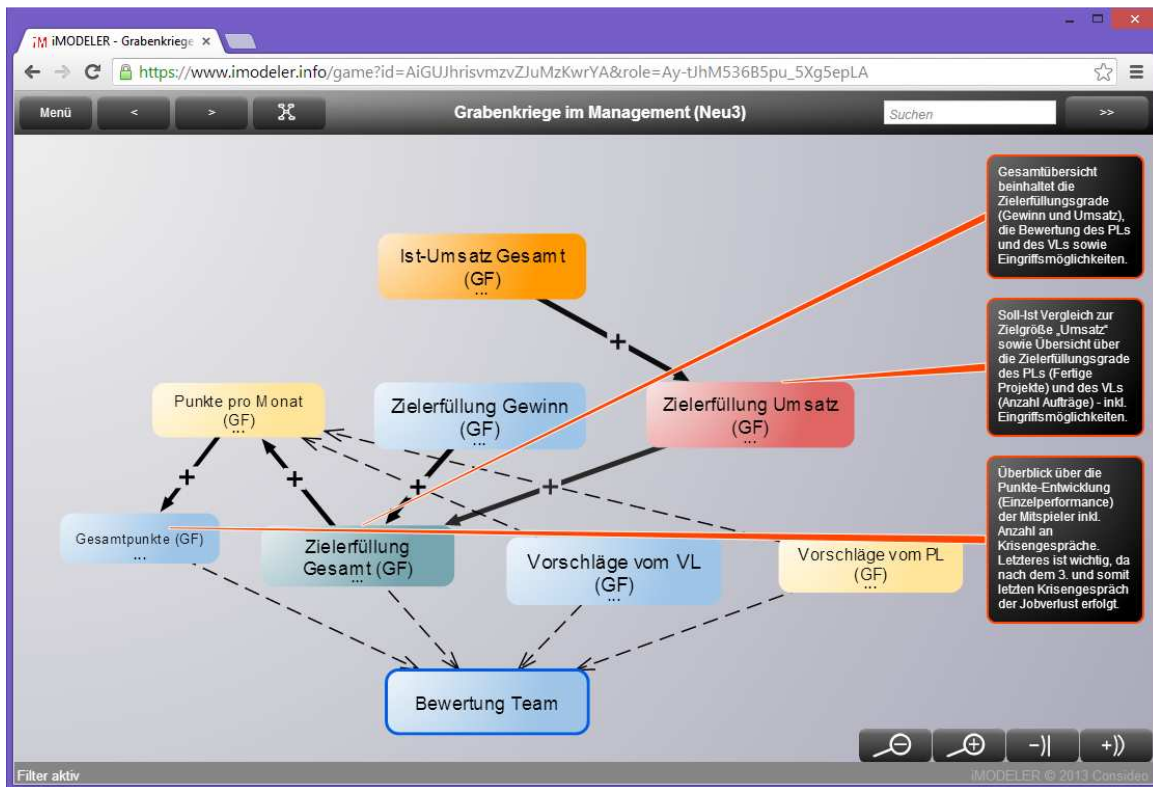 iMODELER - Grabenkriege
https://www.imodeler.info/game?id=AiGUJhrisvmzvZJuMzKwrYA&role=Ay-tJhM536B5pu_5Xg5epLA
Menü
<
>
Grabenkriege im Management (Neu3)
Suchen
>>
Gesamtübersicht
beinhaltet die
Zielerfüllungsgrade
(Gewinn und Umsatz),
die Bewertung des PLs
und des VLs sowie
Eingriffsmöglichkeiten.
Ist-Umsatz Gesamt
(GF)
...
+
Soll-Ist Vergleich zur
Zielgröße „Umsatz“
sowie Übersicht über
die Zielerfüllungsgrade
des PLs (Fertige
Projekte) und des VLs
(Anzahl Aufträge) - inkl.
Eingriffsmöglichkeiten.
Punkte pro Monat
(GF)
...
Zielerfüllung Gewinn
(GF)
...
Zielerfüllung Umsatz
(GF)
...
+
+
+
+
Überblick über die
Punkte-Entwicklung
(Einzelperformance)
der Mitspieler inkl.
Anzahl an
Krisengespräche.
Letzteres ist wichtig, da
nach dem 3. und somit
letzten Krisengespräch
der Jobverlust erfolgt.
Gesamtpunkte (GF)
...
Zielerfüllung
Gesamt (GF)
...
Vorschläge vom VL
(GF)
...
Vorschläge vom PL
(GF)
...
Bewertung Team
-)|
+))
Filter aktiv
iMODELER © 2013 Consideo